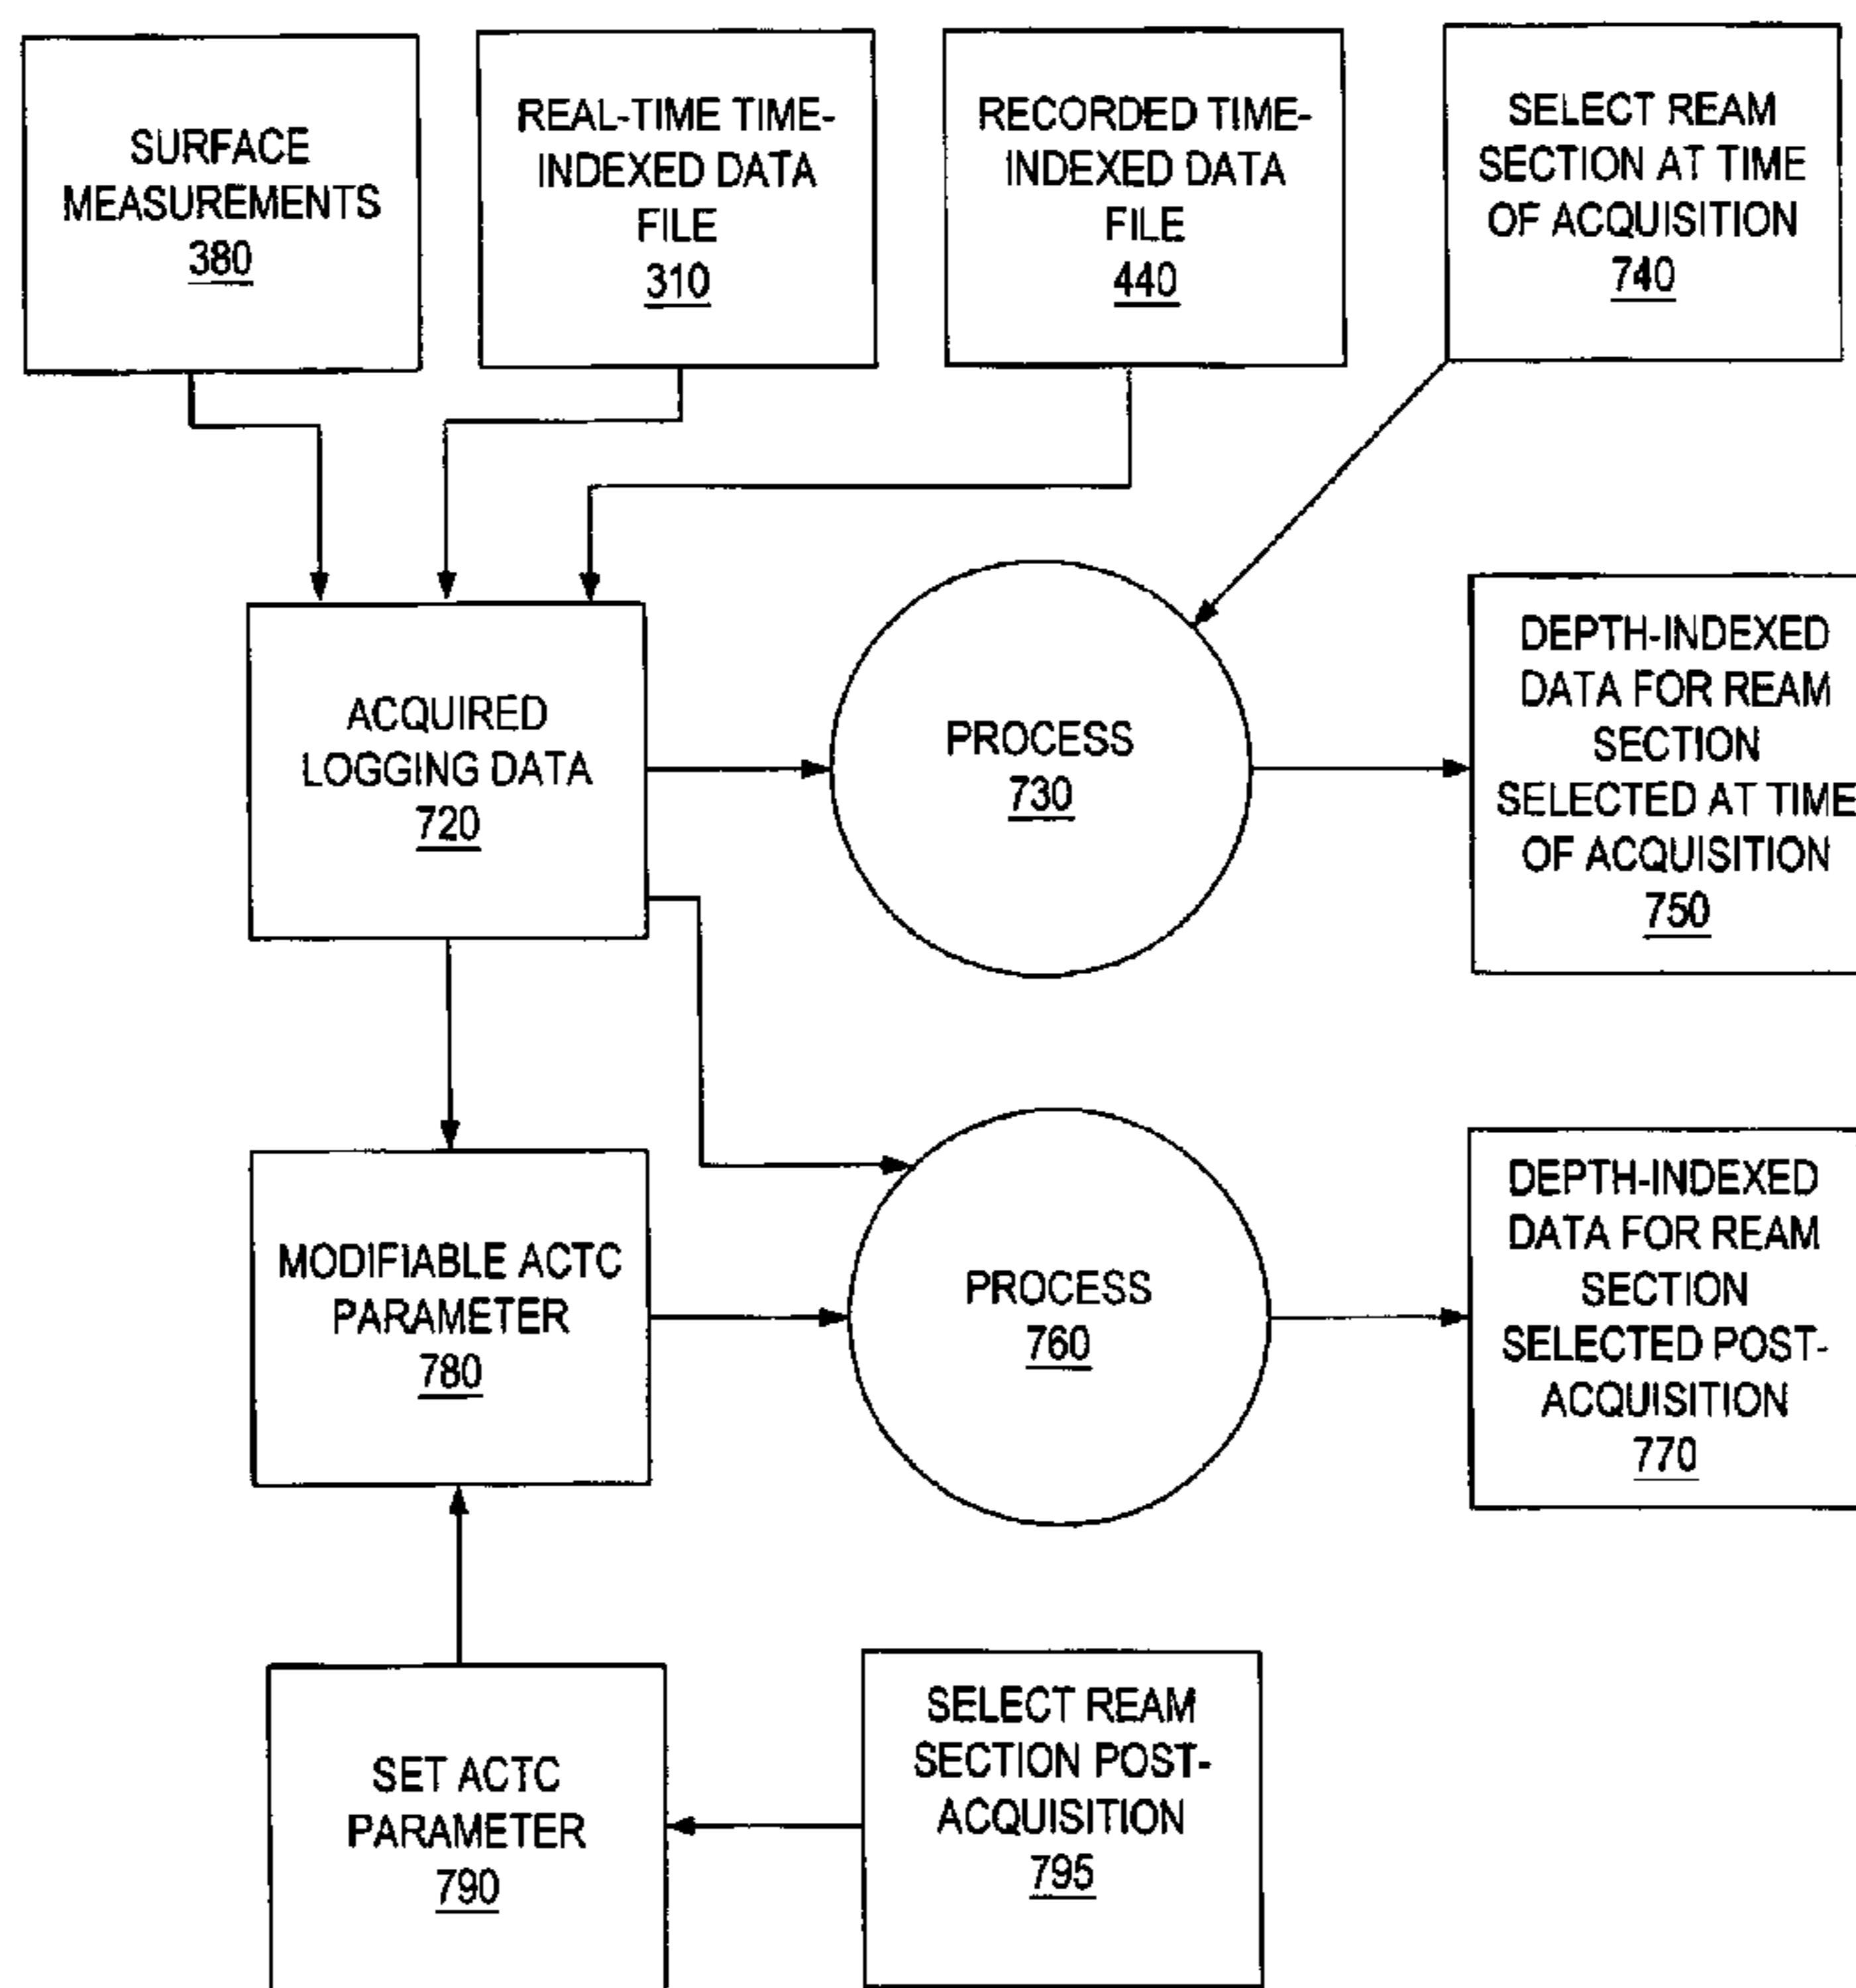 SURFACE
MEASUREMENTS
380
REAL-TIME TIME-
INDEXED DATA
FILE
310
RECORDED TIME-
INDEXED DATA
FILE
440
SELECT REAM
SECTION AT TIME
OF ACQUISITION
740
ACQUIRED
LOGGING DATA
720
PROCESS
730
DEPTH-INDEXED
DATA FOR REAM
SECTION
SELECTED AT TIME
OF ACQUISITION
750
MODIFIABLE ACTC
PARAMETER
780
PROCESS
760
DEPTH-INDEXED
DATA FOR REAM
SECTION
SELECTED POST-
ACQUISITION
770
SET ACTC
PARAMETER
790
SELECT REAM
SECTION POST-
ACQUISITION
795